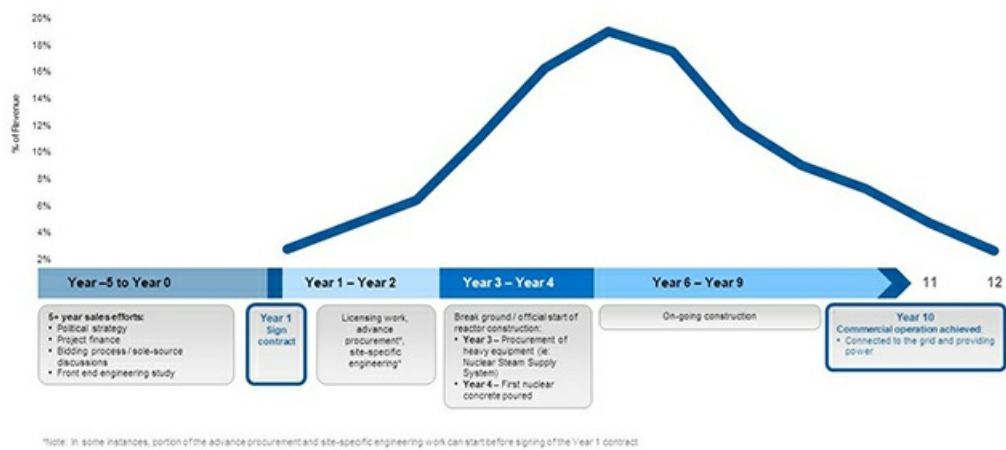 20%
18%
16%
14%
12%
10%
8%
6%
4%
2%
% of Revenue
Year –5 to Year 0
Year 1 – Year 2
Year 3 – Year 4
Year 6 – Year 9
11
12
5+ year sales efforts:
• Political strategy
• Project finance
• Bidding process / sole-source
discussions
• Front end engineering study
Year 1
Sign
contract
Licensing work,
advance
procurement*,
site-specific
engineering*
Break ground / official start of
reactor construction:
• Year 3 – Procurement of
heavy equipment (ie:
Nuclear Steam Supply
System)
• Year 4 – First nuclear
concrete poured
On-going construction
Year 10
Commercial operation achieved:
• Connected to the grid and providing
power
*Note: In some instances, portion of the advance procurement and site-specific engineering work can start before signing of the Year 1 contract